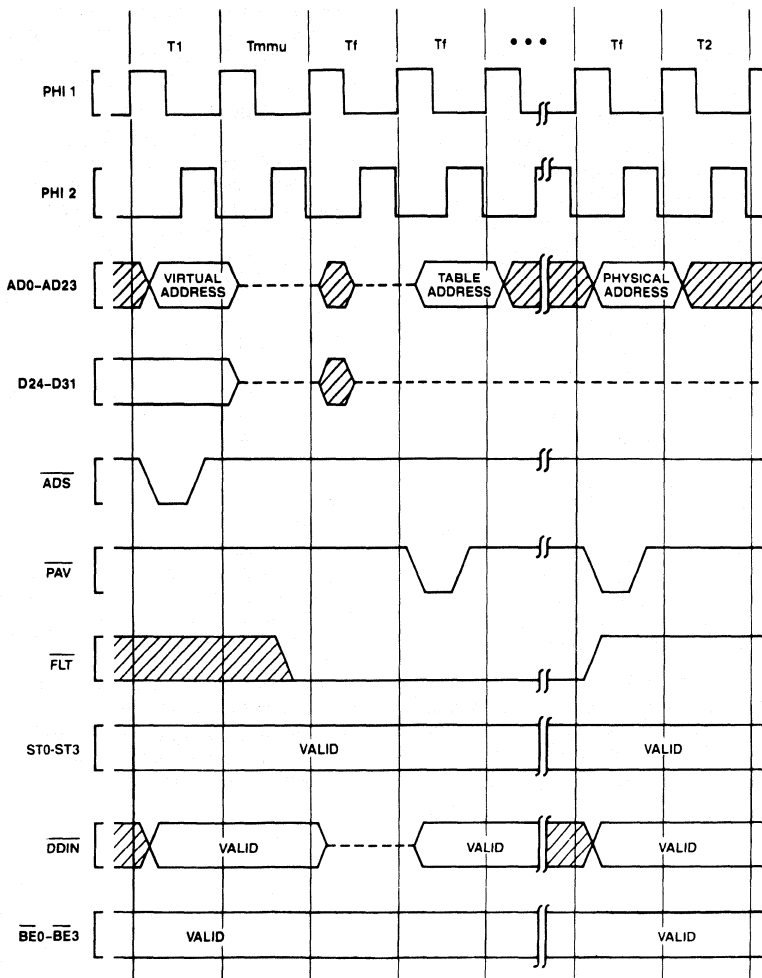 T1 Tmmu Tf Tf ••• Tf T2
PHI 1
PHI 2
AD0–AD23 VIRTUAL ADDRESS TABLE ADDRESS PHYSICAL ADDRESS
D24–D31
ADS
PAV
FLT
ST0-ST3 VALID VALID
DDIN VALID VALID VALID
BE0–BE3 VALID VALID